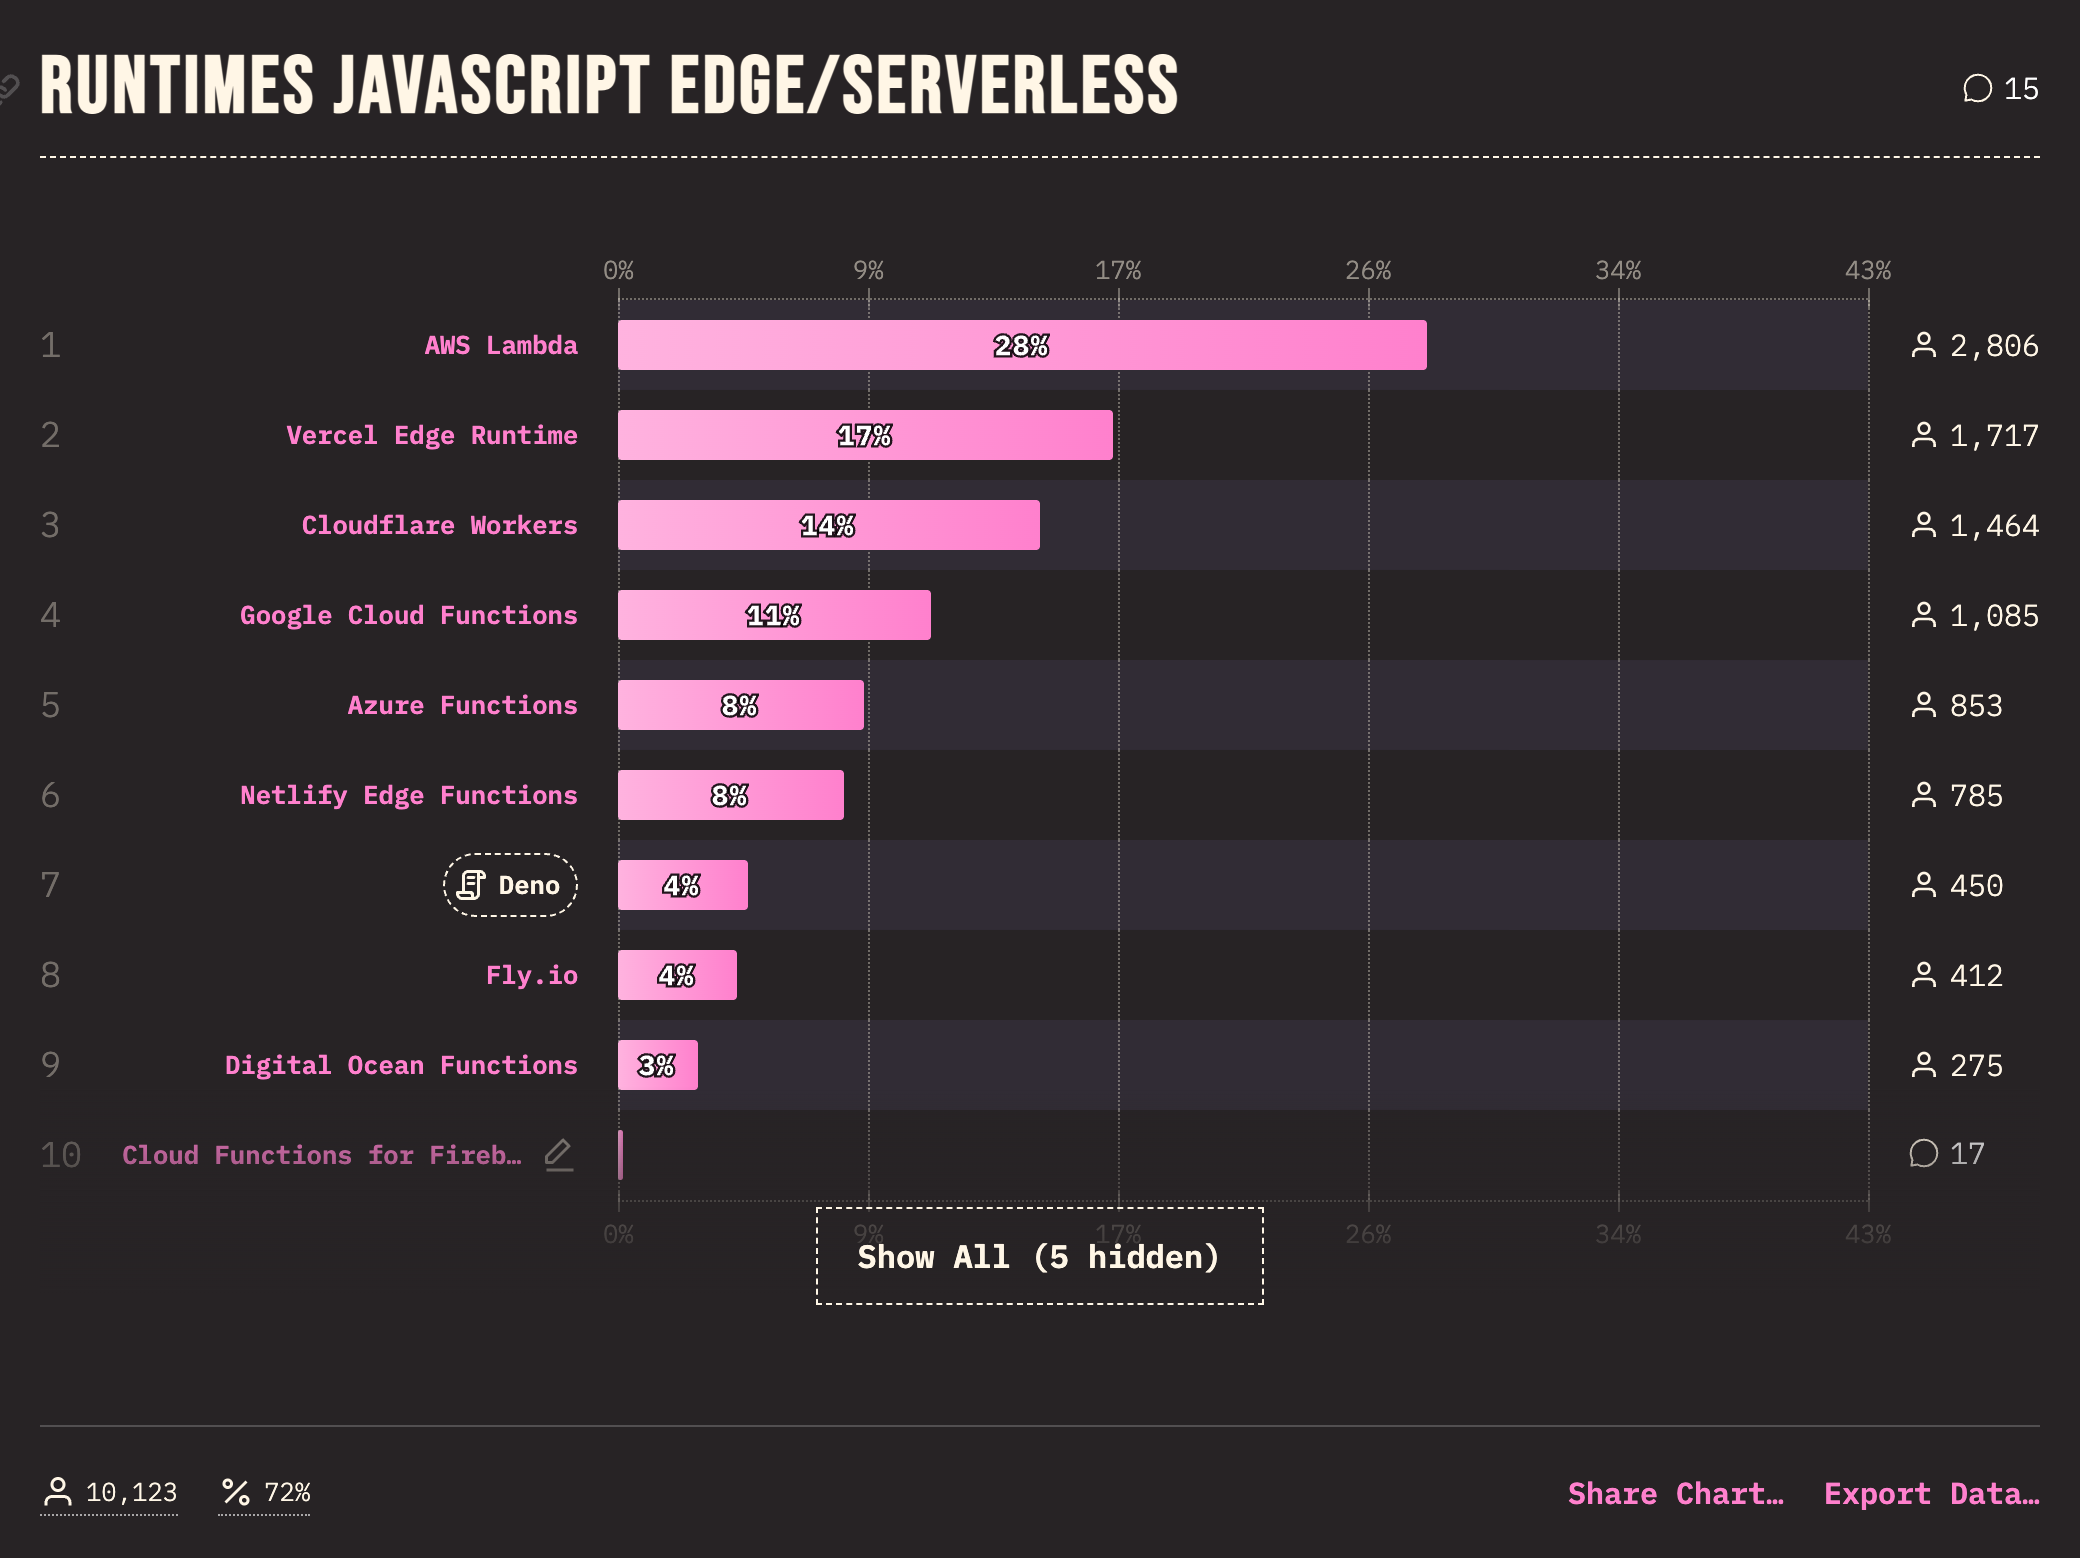 RUNTIMES JAVASCRIPT EDGE/SERVERLESS
15
0% 9% 17% 26% 34% 43%
1 AWS Lambda 28% 2,806
2 Vercel Edge Runtime 17% 1,717
3 Cloudflare Workers 14% 1,464
4 Google Cloud Functions 11% 1,085
5 Azure Functions 8% 853
6 Netlify Edge Functions 8% 785
7 Deno 4% 450
8 Fly.io 4% 412
9 Digital Ocean Functions 3% 275
10 Cloud Functions for Fireb… 17
0% 9% 17% 26% 34% 43%
Show All (5 hidden)
10,123 72% Share Chart… Export Data…